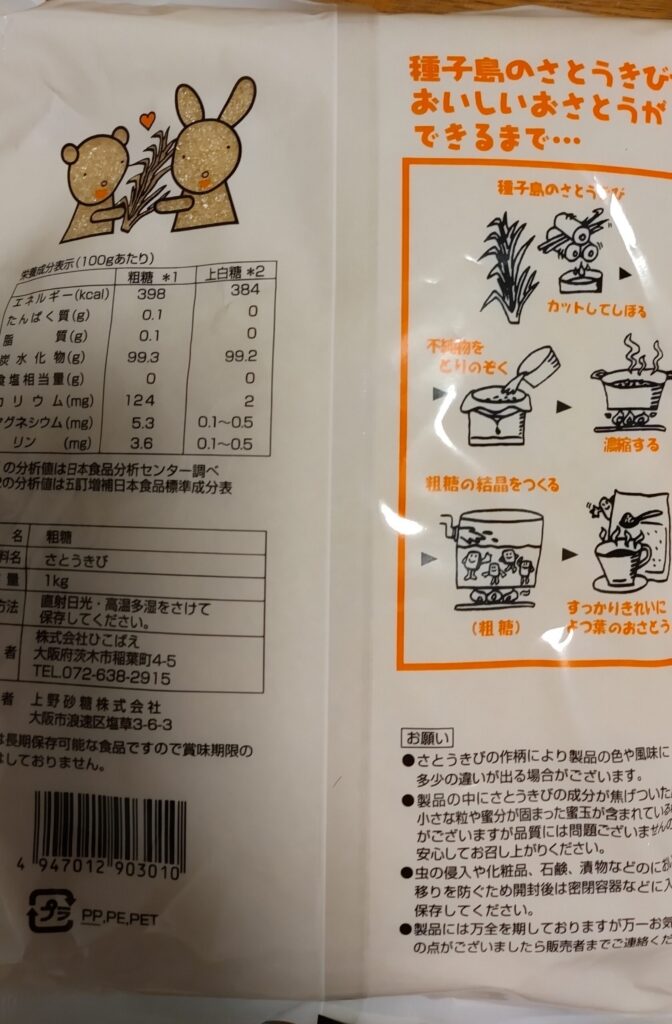 栄養成分表示(100gあたり)
粗糖 *1 上白糖 *2
エネルギー(kcal) 398 384
たんぱく質(g) 0.1 0
脂 質(g) 0.1 0
炭水化物(g) 99.3 99.2
食塩相当量(g) 0 0
カリウム(mg) 124 2
マグネシウム(mg) 5.3 0.1〜0.5
リン (mg) 3.6 0.1〜0.5
の分析値は日本食品分析センター調べ
の分析値は五訂増補日本食品標準成分表
名 粗糖
料名 さとうきび
量 1kg
方法 直射日光・高温多湿をさけて
保存してください。
者 株式会社ひこばえ
大阪府茨木市稲葉町4-5
TEL.072-638-2915
者 上野砂糖株式会社
大阪市浪速区塩草3-6-3
は長期保存可能な食品ですので賞味期限の
はしておりません。
4 947012 903010
プラ PP,PE,PET
種子島のさとうきび
おいしいおさとうが
できるまで…
種子島のさとうきび
カットしてしぼる
不純物を
とりのぞく
濃縮する
粗糖の結晶をつくる
(粗糖)
すっかりきれいに
よつ葉のおさとう
お願い
●さとうきびの作柄により製品の色や風味に
多少の違いが出る場合がございます。
●製品の中にさとうきびの成分が焦げついた
小さな粒や蜜分が固まった蜜玉が含まれている
がございますが品質には問題ございませんの
安心してお召し上がりください。
●虫の侵入や化粧品、石鹸、漬物などのにお
移りを防ぐため開封後は密閉容器などに入
保存してください。
●製品には万全を期しておりますが万一お気
の点がございましたら販売者までご連絡くだ